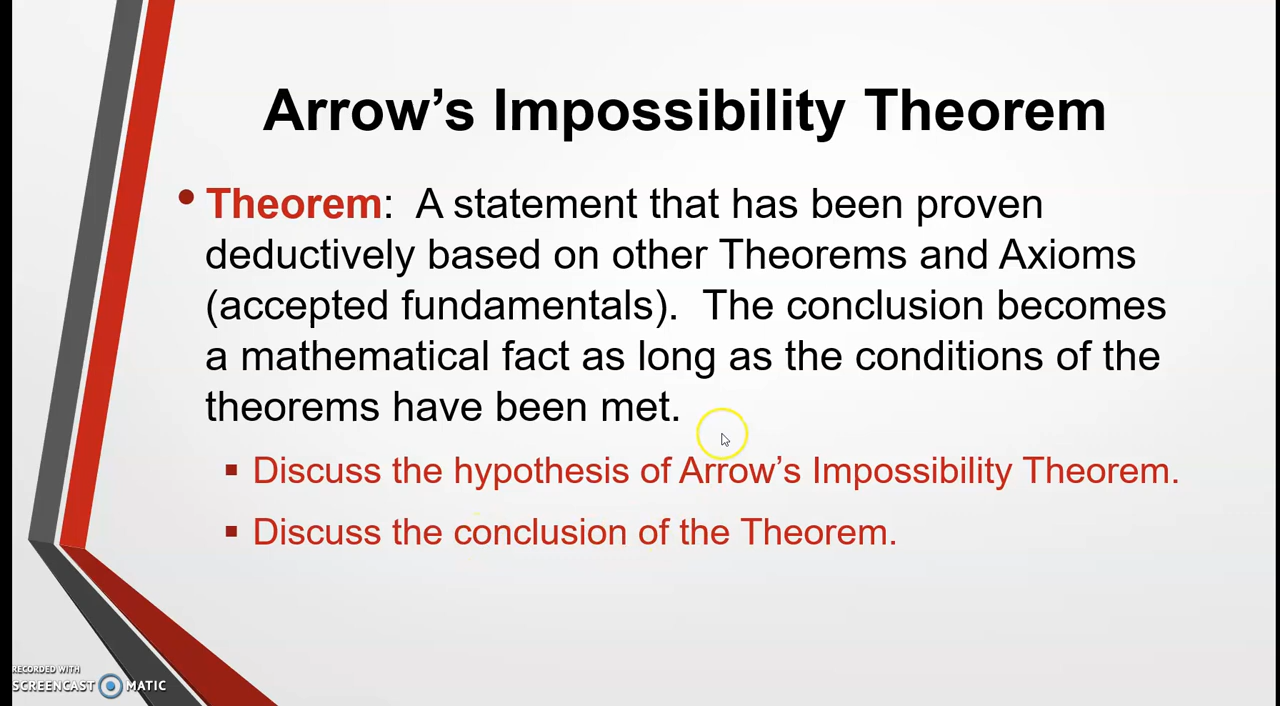 Arrow’s Impossibility Theorem
• Theorem:  A statement that has been proven
deductively based on other Theorems and Axioms
(accepted fundamentals).  The conclusion becomes
a mathematical fact as long as the conditions of the
theorems have been met.
▪ Discuss the hypothesis of Arrow’s Impossibility Theorem.
▪ Discuss the conclusion of the Theorem.
RECORDED WITH
SCREENCAST MATIC